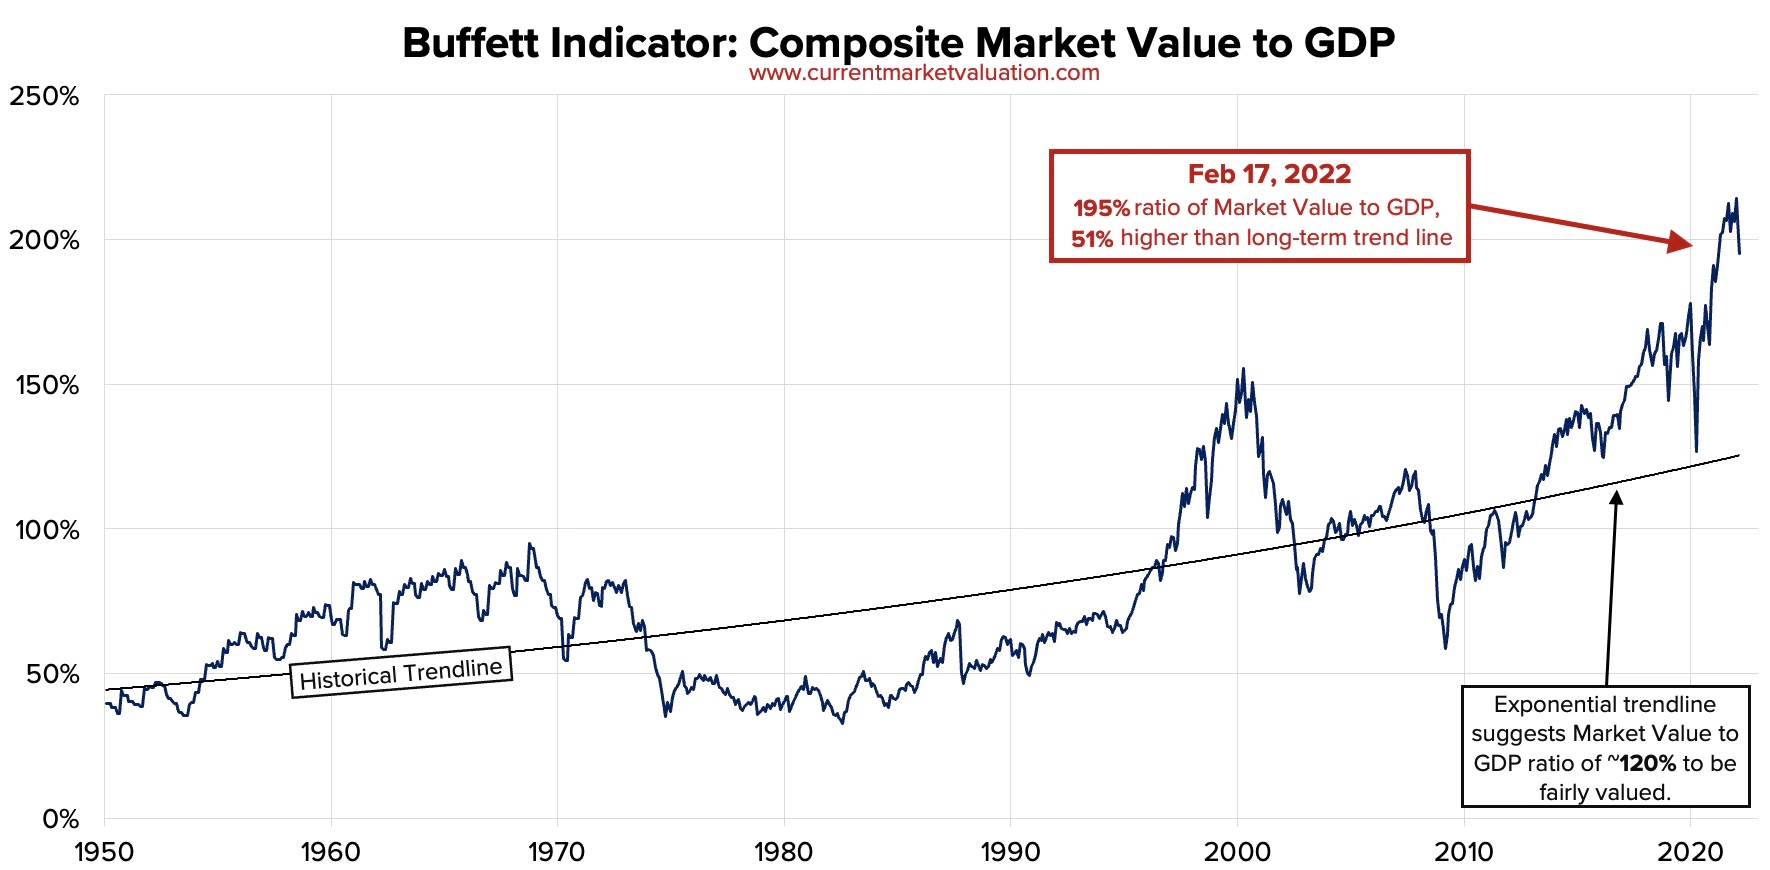 Buffett Indicator: Composite Market Value to GDP
www.currentmarketvaluation.com
250%
200%
150%
100%
50%
0%
Feb 17, 2022
195% ratio of Market Value to GDP,
51% higher than long-term trend line
Historical Trendline
Exponential trendline
suggests Market Value to
GDP ratio of ~120% to be
fairly valued.
1950 1960 1970 1980 1990 2000 2010 2020